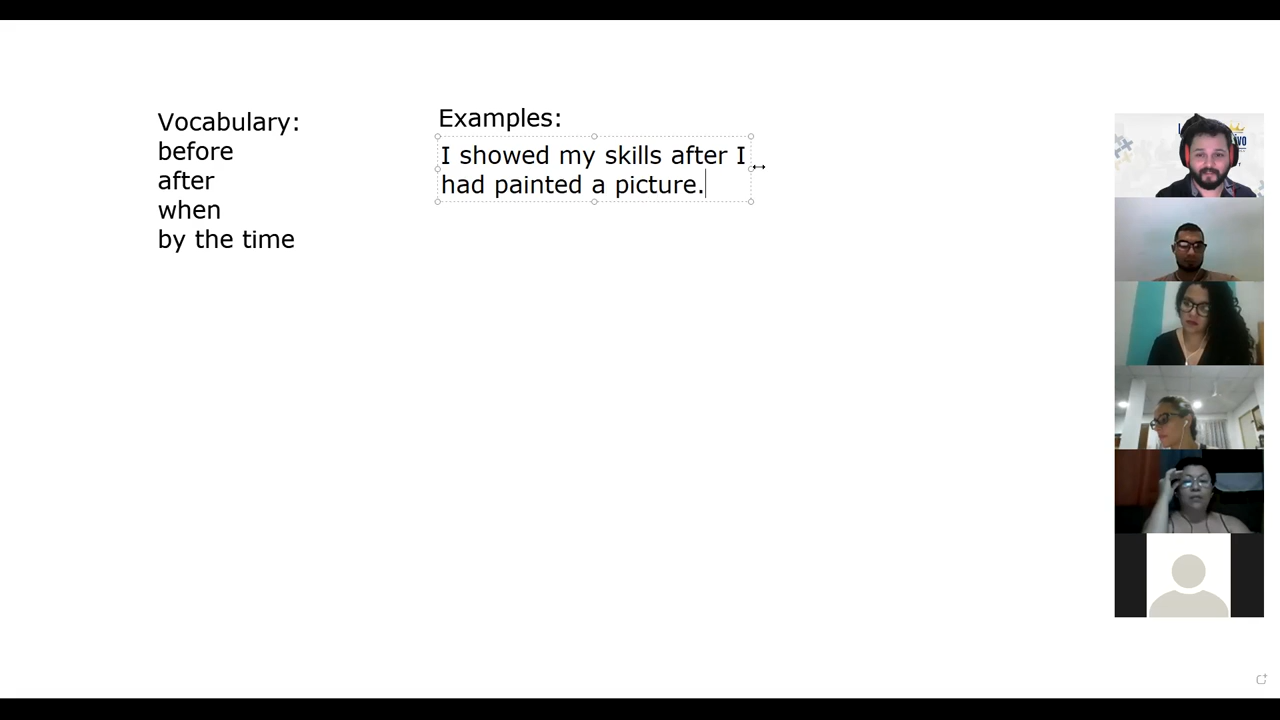 Vocabulary:
before
after
when
by the time
Examples:
I showed my skills after I
had painted a picture.